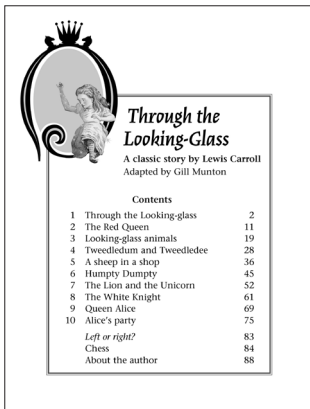 Through the
Looking-Glass
A classic story by Lewis Carroll
Adapted by Gill Munton
Contents
1 Through the Looking-glass 2
2 The Red Queen 11
3 Looking-glass animals 19
4 Tweedledum and Tweedledee 28
5 A sheep in a shop 36
6 Humpty Dumpty 45
7 The Lion and the Unicorn 52
8 The White Knight 61
9 Queen Alice 69
10 Alice's party 75
Left or right? 83
Chess 84
About the author 88